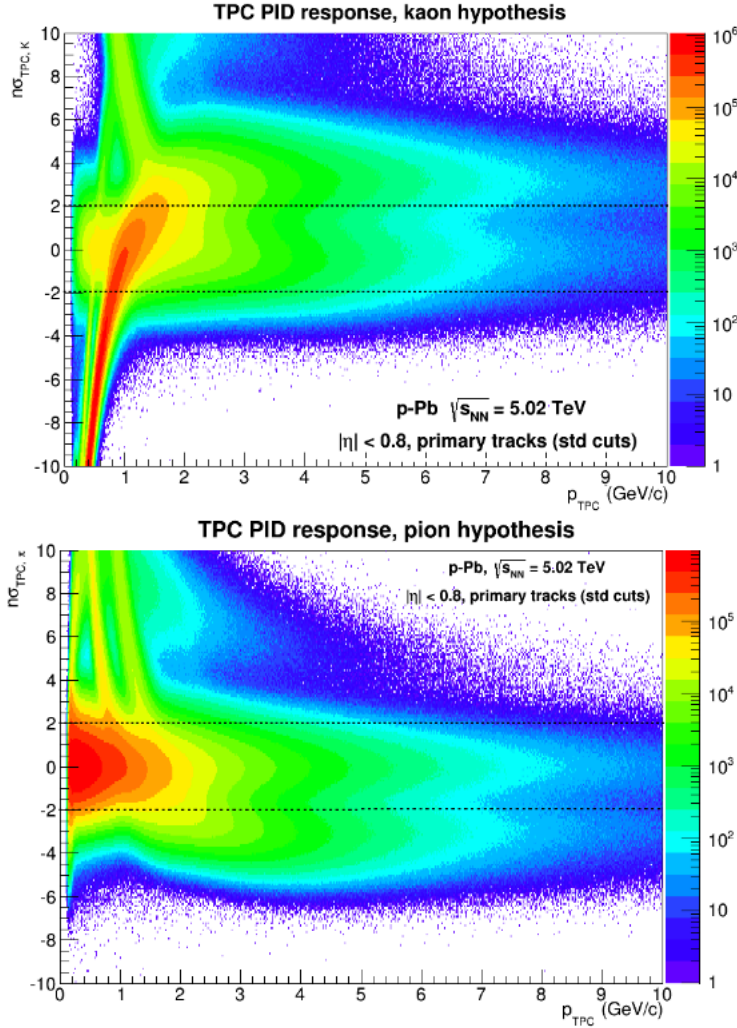 TPC PID response, kaon hypothesis
nσTPC, K
10
8
6
4
2
0
-2
-4
-6
-8
-10
p-Pb √sNN = 5.02 TeV
|η| < 0.8, primary tracks (std cuts)
0 1 2 3 4 5 6 7 8 9 10
pTPC (GeV/c)
10⁶
10⁵
10⁴
10³
10²
10
1
TPC PID response, pion hypothesis
nσTPC, π
10
8
6
4
2
0
-2
-4
-6
-8
-10
p-Pb, √sNN = 5.02 TeV
|η| < 0.8, primary tracks (std cuts)
0 1 2 3 4 5 6 7 8 9 10
pTPC (GeV/c)
10⁵
10⁴
10³
10²
10
1